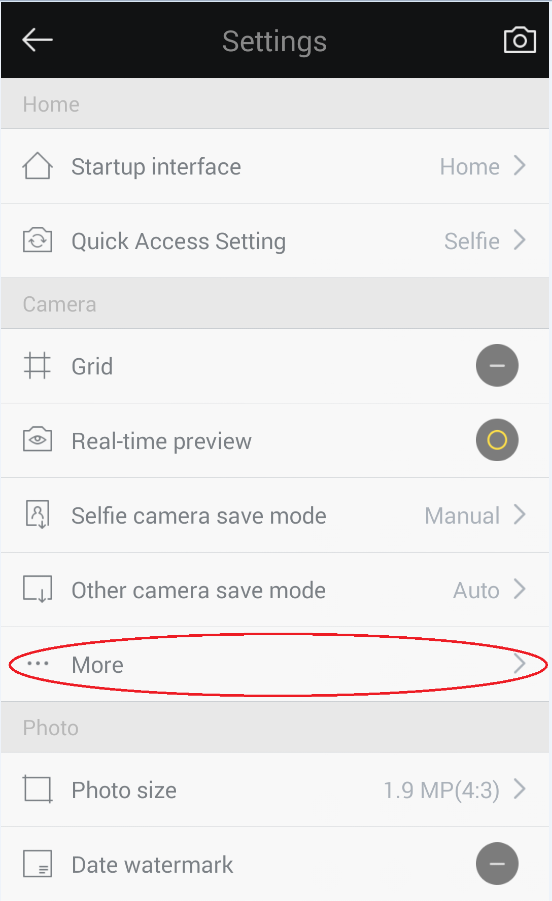 Settings
Home
Startup interface Home
Quick Access Setting Selfie
Camera
Grid
Real-time preview
Selfie camera save mode Manual
Other camera save mode Auto
More
Photo
Photo size 1.9 MP(4:3)
Date watermark